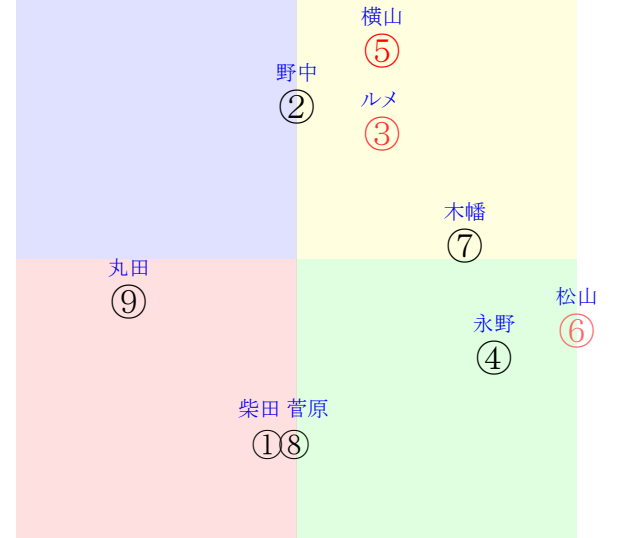 横山
⑤
野中
②
ルメ
③
木幡
⑦
丸田
⑨
松山
⑥
永野
④
柴田 菅原
①⑧